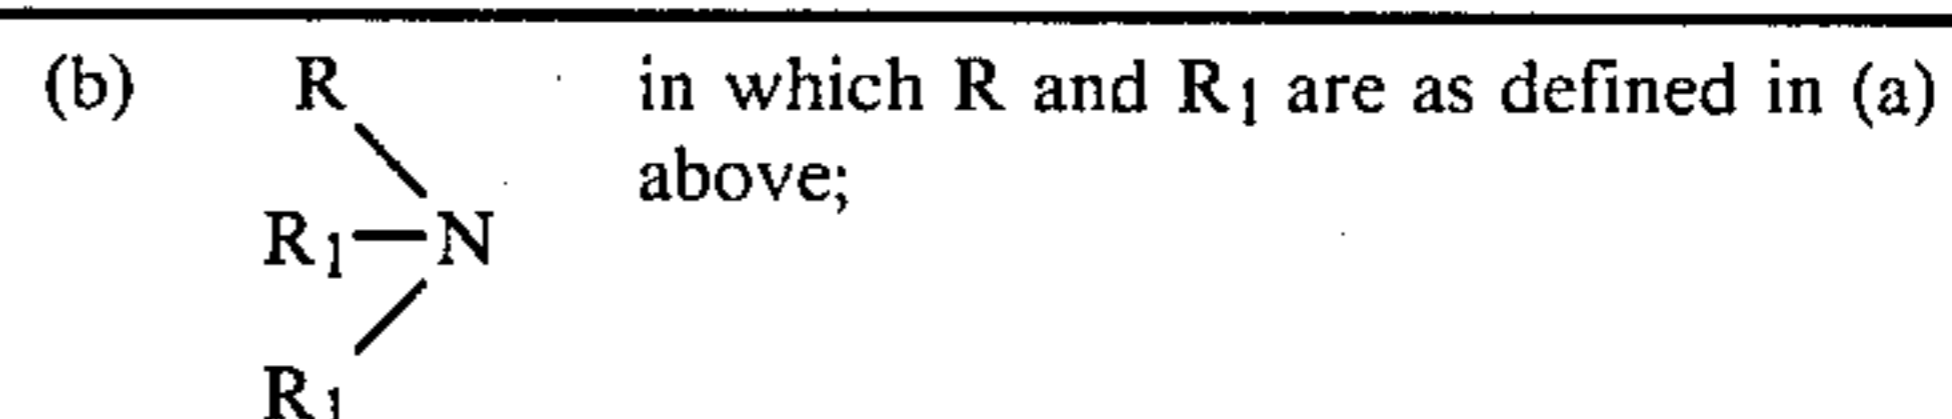 (b) R in which R and R1 are as defined in (a)
above;
R1—N
R1